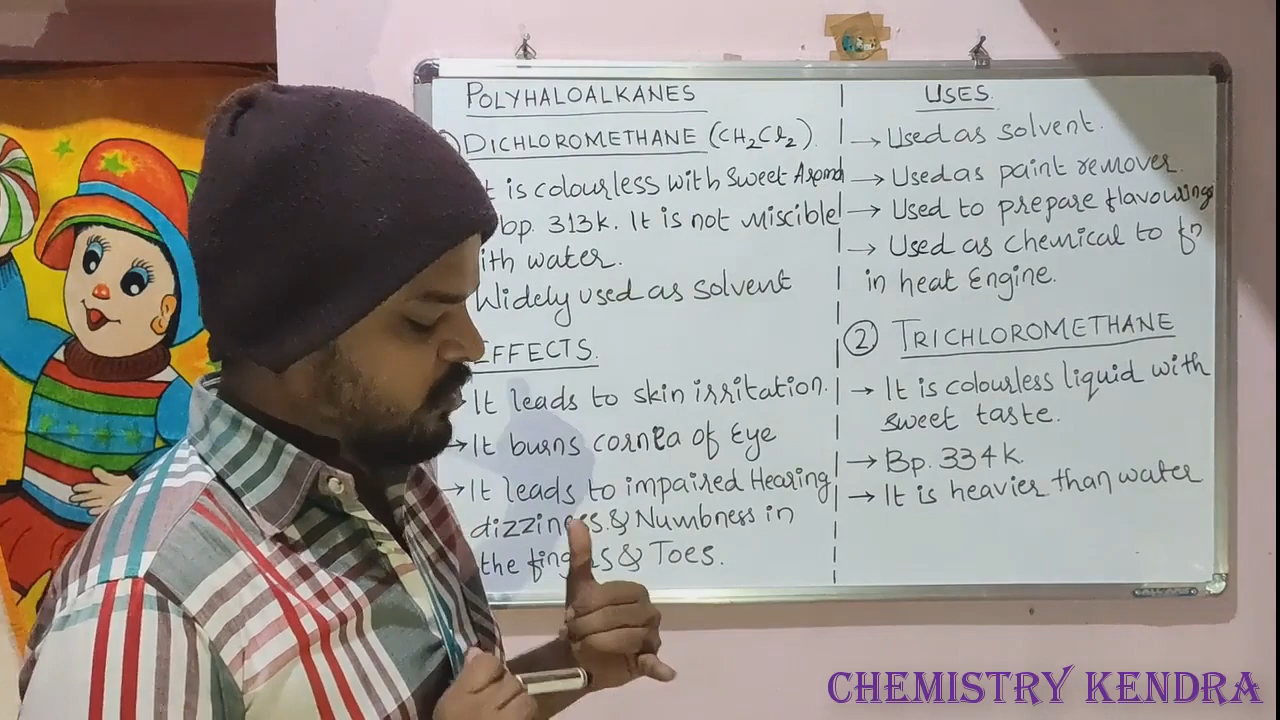 POLYHALOALKANES
DICHLOROMETHANE (CH2Cl2)
is colourless with sweet Aroma
bp. 313k. It is not miscible
ith water.
Widely used as solvent
EFFECTS.
It leads to skin irritation.
→ It burns cornea of Eye
→ It leads to impaired Hearing
dizziness & Numbness in
the fingers & Toes.
USES.
→ Used as solvent.
→ Used as paint remover.
→ Used to prepare flavourings
→ Used as chemical to
in heat Engine.
② TRICHLOROMETHANE
→ It is colourless liquid with
sweet taste.
→ Bp. 334k
→ It is heavier than water
CHEMISTRY KENDRA